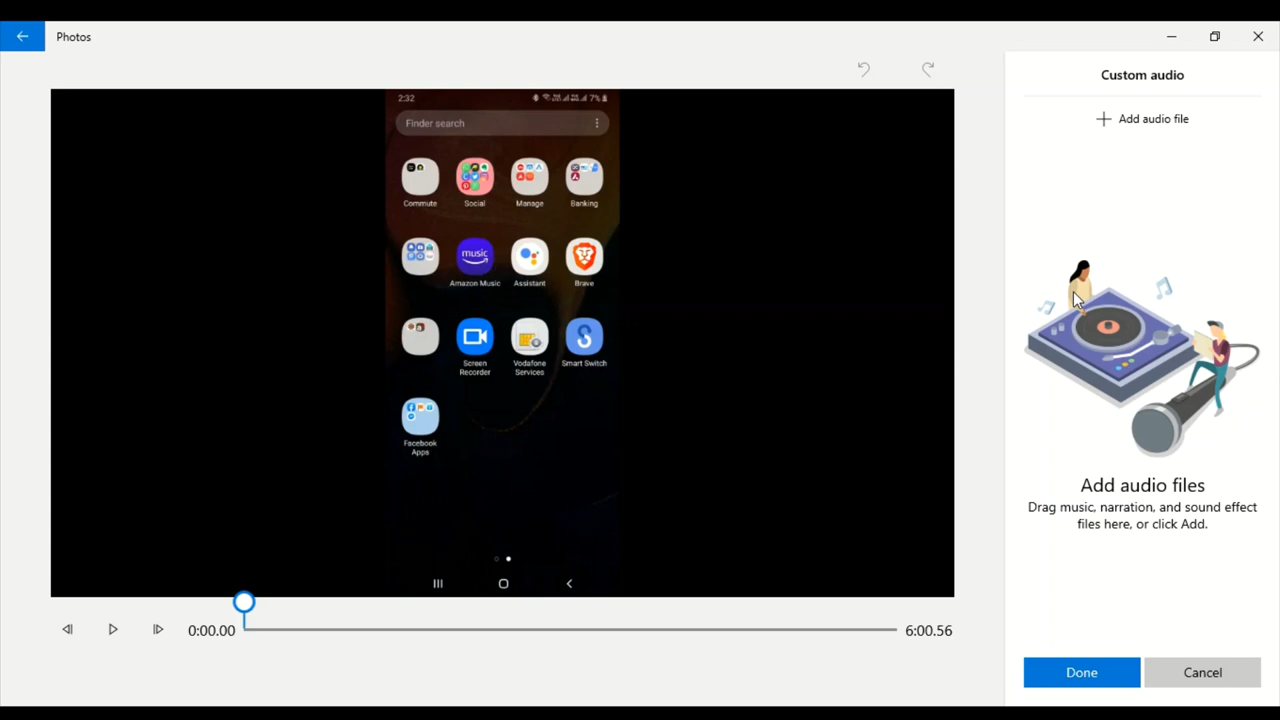 Photos
Custom audio
Add audio file
2:32
7%
Finder search
Commute
Social
Manage
Banking
music
Amazon Music
Assistant
Brave
Screen
Recorder
Vodafone
Services
Smart Switch
Facebook
Apps
Add audio files
Drag music, narration, and sound effect
files here, or click Add.
0:00.00
6:00.56
Done
Cancel